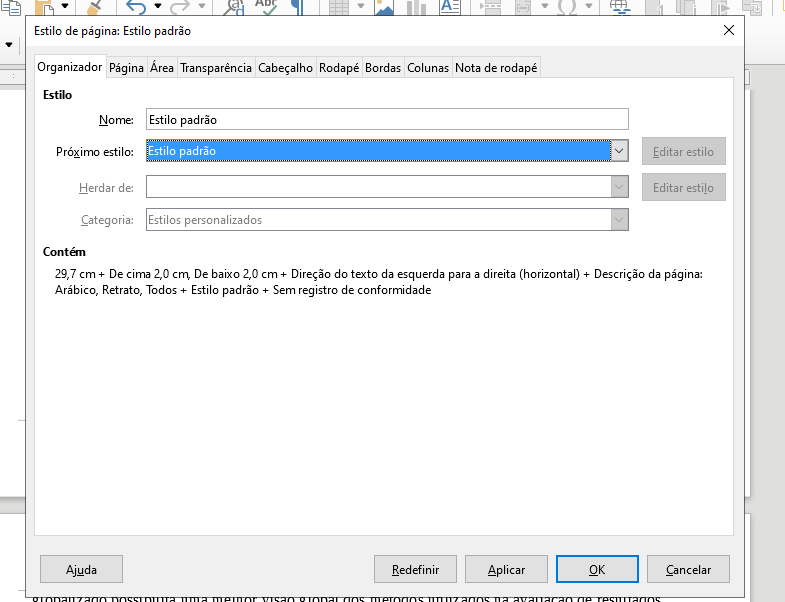 Abc
A
Estilo de página: Estilo padrão
Organizador Página Área Transparência Cabeçalho Rodapé Bordas Colunas Nota de rodapé
Estilo
Nome: Estilo padrão
Próximo estilo: Estilo padrão Editar estilo
Herdar de: Editar estilo
Categoria: Estilos personalizados
Contém
29,7 cm + De cima 2,0 cm, De baixo 2,0 cm + Direção do texto da esquerda para a direita (horizontal) + Descrição da página:
Arábico, Retrato, Todos + Estilo padrão + Sem registro de conformidade
Ajuda Redefinir Aplicar OK Cancelar
globalizado possibilita uma melhor visão global dos métodos utilizados na avaliação de resultados